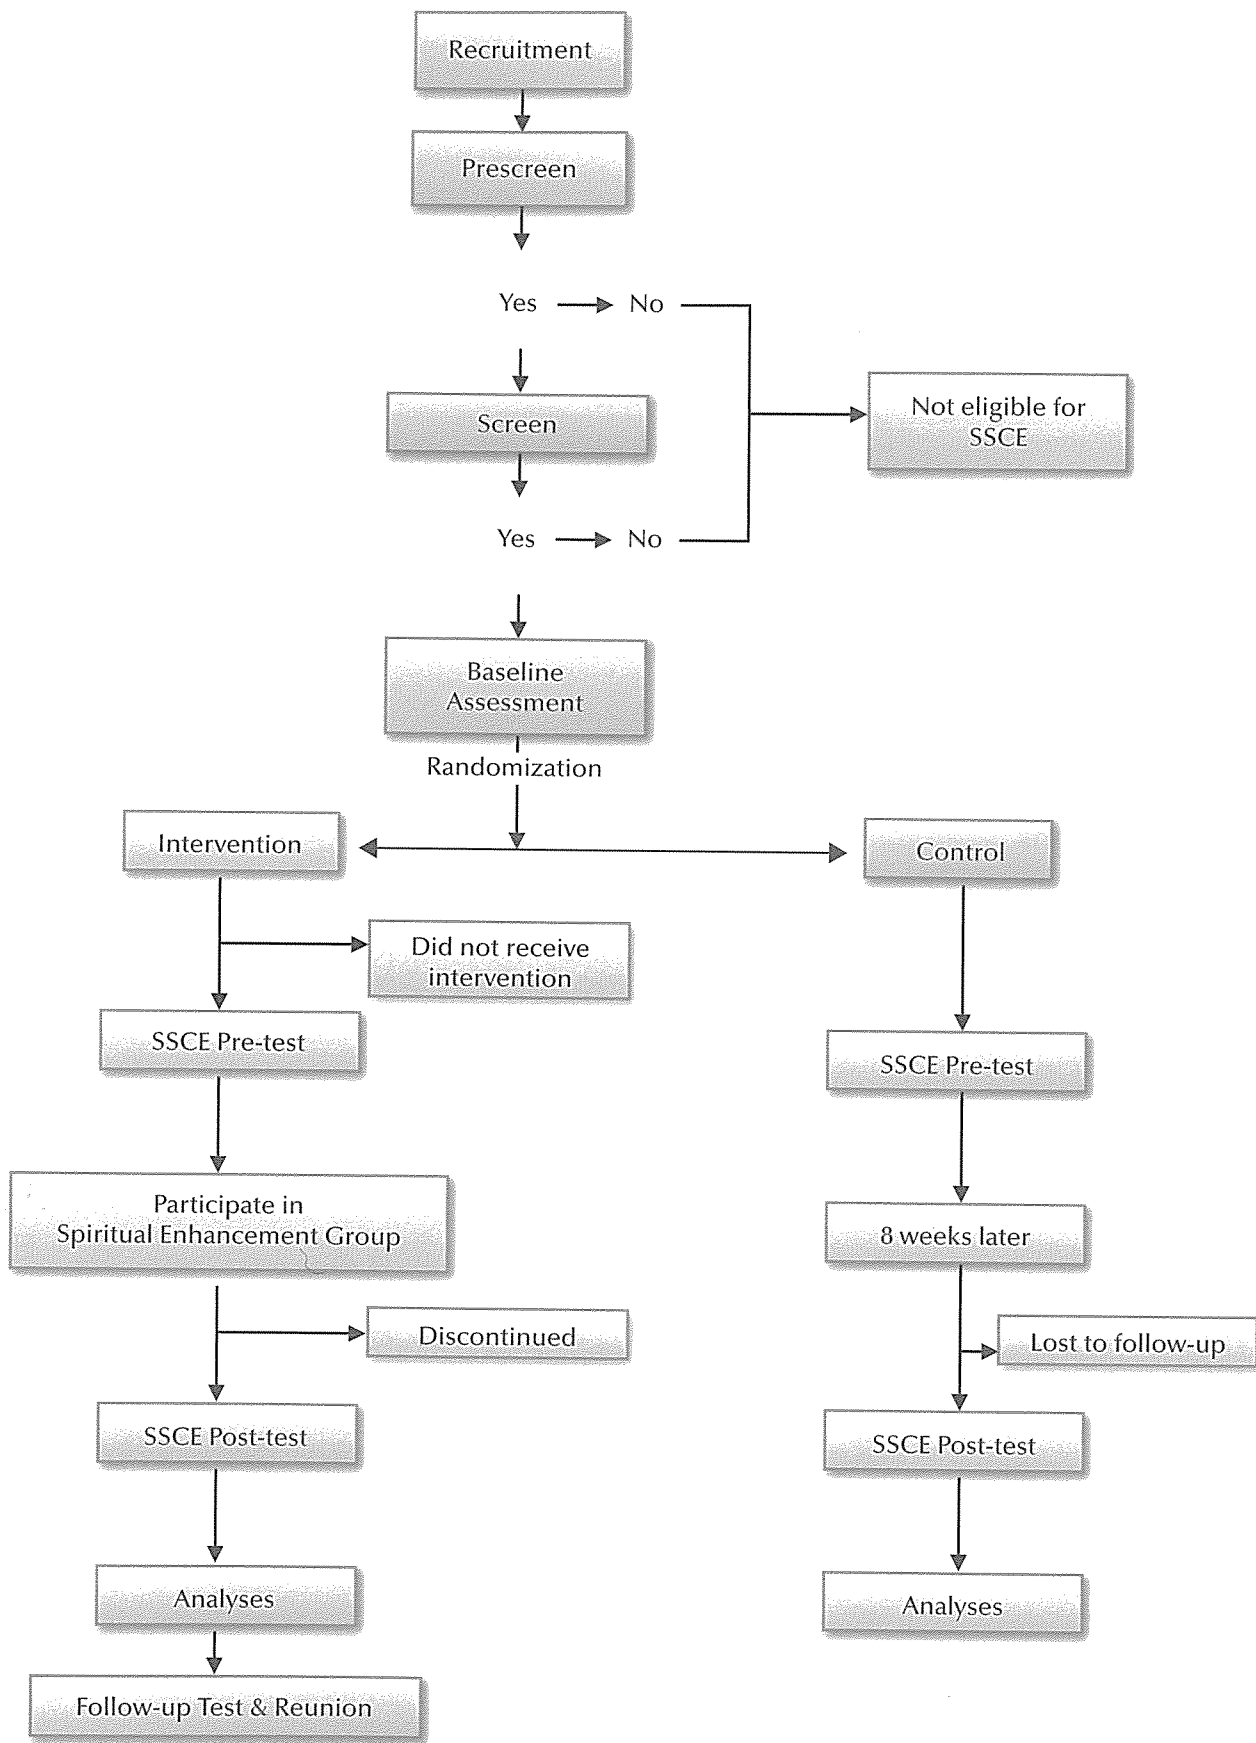 Recruitment
Prescreen
Yes
No
Screen
Not eligible for
SSCE
Yes
No
Baseline
Assessment
Randomization
Intervention
Control
Did not receive
intervention
SSCE Pre-test
SSCE Pre-test
Participate in
Spiritual Enhancement Group
8 weeks later
Discontinued
Lost to follow-up
SSCE Post-test
SSCE Post-test
Analyses
Analyses
Follow-up Test & Reunion